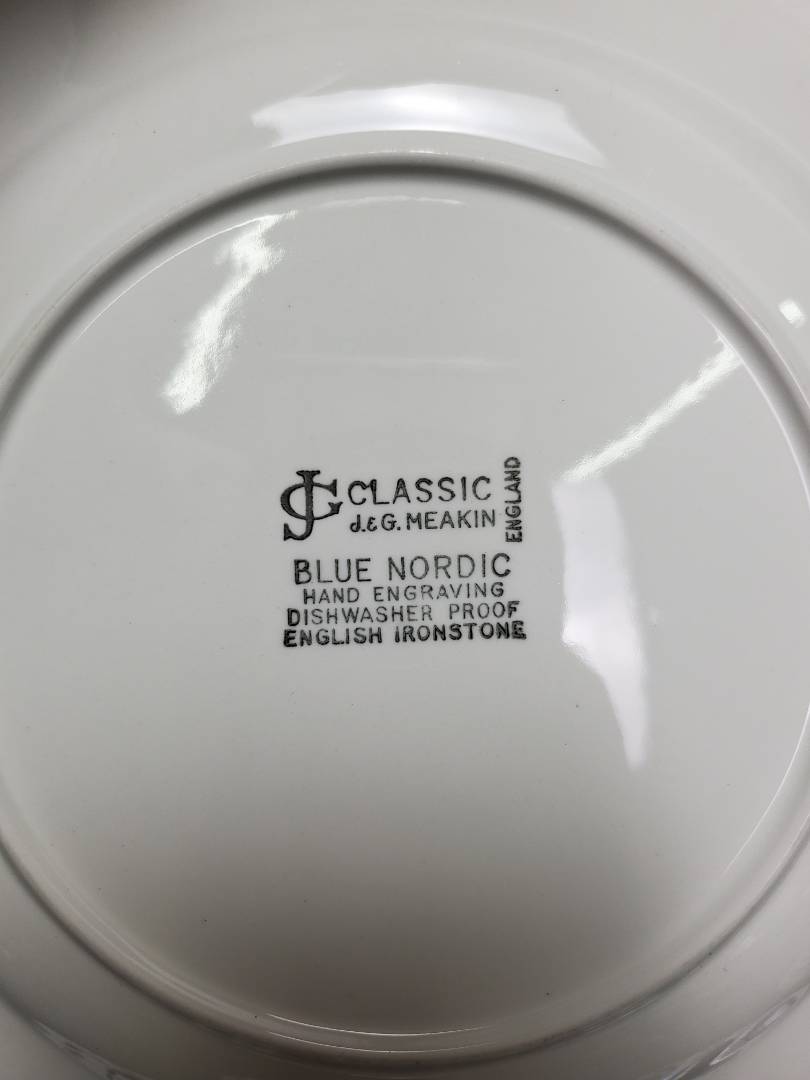 JG CLASSIC
J.&G. MEAKIN
ENGLAND
BLUE NORDIC
HAND ENGRAVING
DISHWASHER PROOF
ENGLISH IRONSTONE